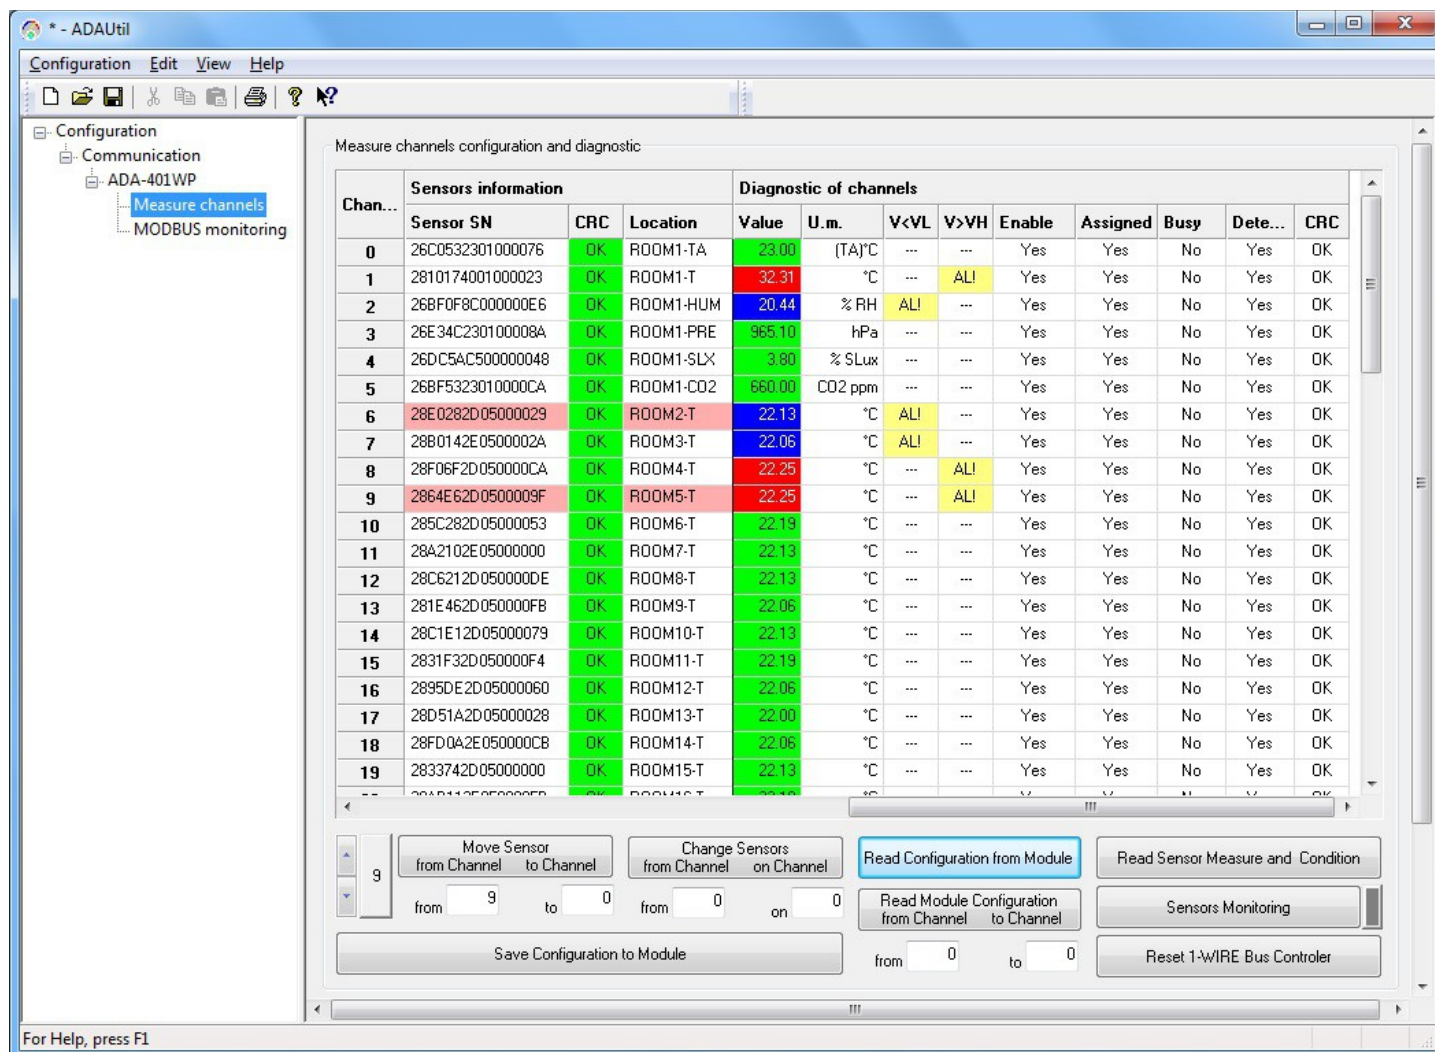 * - ADAUtil
Configuration Edit View Help
Configuration
Communication
ADA-401WP
Measure channels
MODBUS monitoring
Measure channels configuration and diagnostic
Chan... Sensors information Diagnostic of channels
Sensor SN CRC Location Value U.m. V<VL V>VH Enable Assigned Busy Dete... CRC
0 26C0532301000076 OK ROOM1-TA 23.00 (TA)°C --- --- Yes Yes No Yes OK
1 2810174001000023 OK ROOM1-T 32.31 °C --- AL! Yes Yes No Yes OK
2 26BF0F8C000000E6 OK ROOM1-HUM 20.44 % RH AL! --- Yes Yes No Yes OK
3 26E34C230100008A OK ROOM1-PRE 965.10 hPa --- --- Yes Yes No Yes OK
4 26DC5AC500000048 OK ROOM1-SLX 3.80 % SLux --- --- Yes Yes No Yes OK
5 26BF5323010000CA OK ROOM1-CO2 660.00 CO2 ppm --- --- Yes Yes No Yes OK
6 28E0282D05000029 OK ROOM2-T 22.13 °C AL! --- Yes Yes No Yes OK
7 28B0142E0500002A OK ROOM3-T 22.06 °C AL! --- Yes Yes No Yes OK
8 28F06F2D050000CA OK ROOM4-T 22.25 °C --- AL! Yes Yes No Yes OK
9 2864E62D0500009F OK ROOM5-T 22.25 °C --- AL! Yes Yes No Yes OK
10 285C282D05000053 OK ROOM6-T 22.19 °C --- --- Yes Yes No Yes OK
11 28A2102E05000000 OK ROOM7-T 22.13 °C --- --- Yes Yes No Yes OK
12 28C6212D050000DE OK ROOM8-T 22.13 °C --- --- Yes Yes No Yes OK
13 281E462D050000FB OK ROOM9-T 22.06 °C --- --- Yes Yes No Yes OK
14 28C1E12D05000079 OK ROOM10-T 22.13 °C --- --- Yes Yes No Yes OK
15 2831F32D050000F4 OK ROOM11-T 22.19 °C --- --- Yes Yes No Yes OK
16 2895DE2D05000060 OK ROOM12-T 22.06 °C --- --- Yes Yes No Yes OK
17 28D51A2D05000028 OK ROOM13-T 22.00 °C --- --- Yes Yes No Yes OK
18 28FD0A2E050000CB OK ROOM14-T 22.06 °C --- --- Yes Yes No Yes OK
19 2833742D05000000 OK ROOM15-T 22.13 °C --- --- Yes Yes No Yes OK
9
Move Sensor
from Channel to Channel
from 9 to 0
Change Sensors
from Channel on Channel
from 0 on 0
Save Configuration to Module
Read Configuration from Module
Read Module Configuration
from Channel to Channel
from 0 to 0
Read Sensor Measure and Condition
Sensors Monitoring
Reset 1-WIRE Bus Controler
For Help, press F1